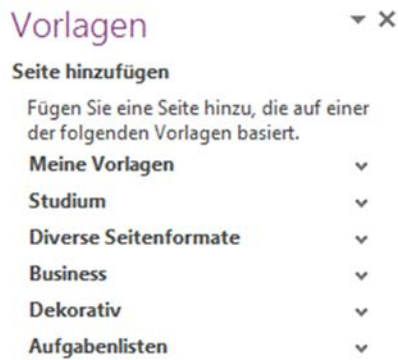 Vorlagen
Seite hinzufügen
Fügen Sie eine Seite hinzu, die auf einer
der folgenden Vorlagen basiert.
Meine Vorlagen
Studium
Diverse Seitenformate
Business
Dekorativ
Aufgabenlisten